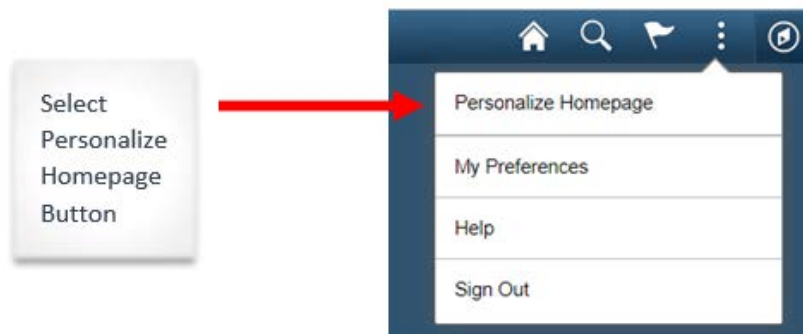 Select
Personalize
Homepage
Button
Personalize Homepage
My Preferences
Help
Sign Out